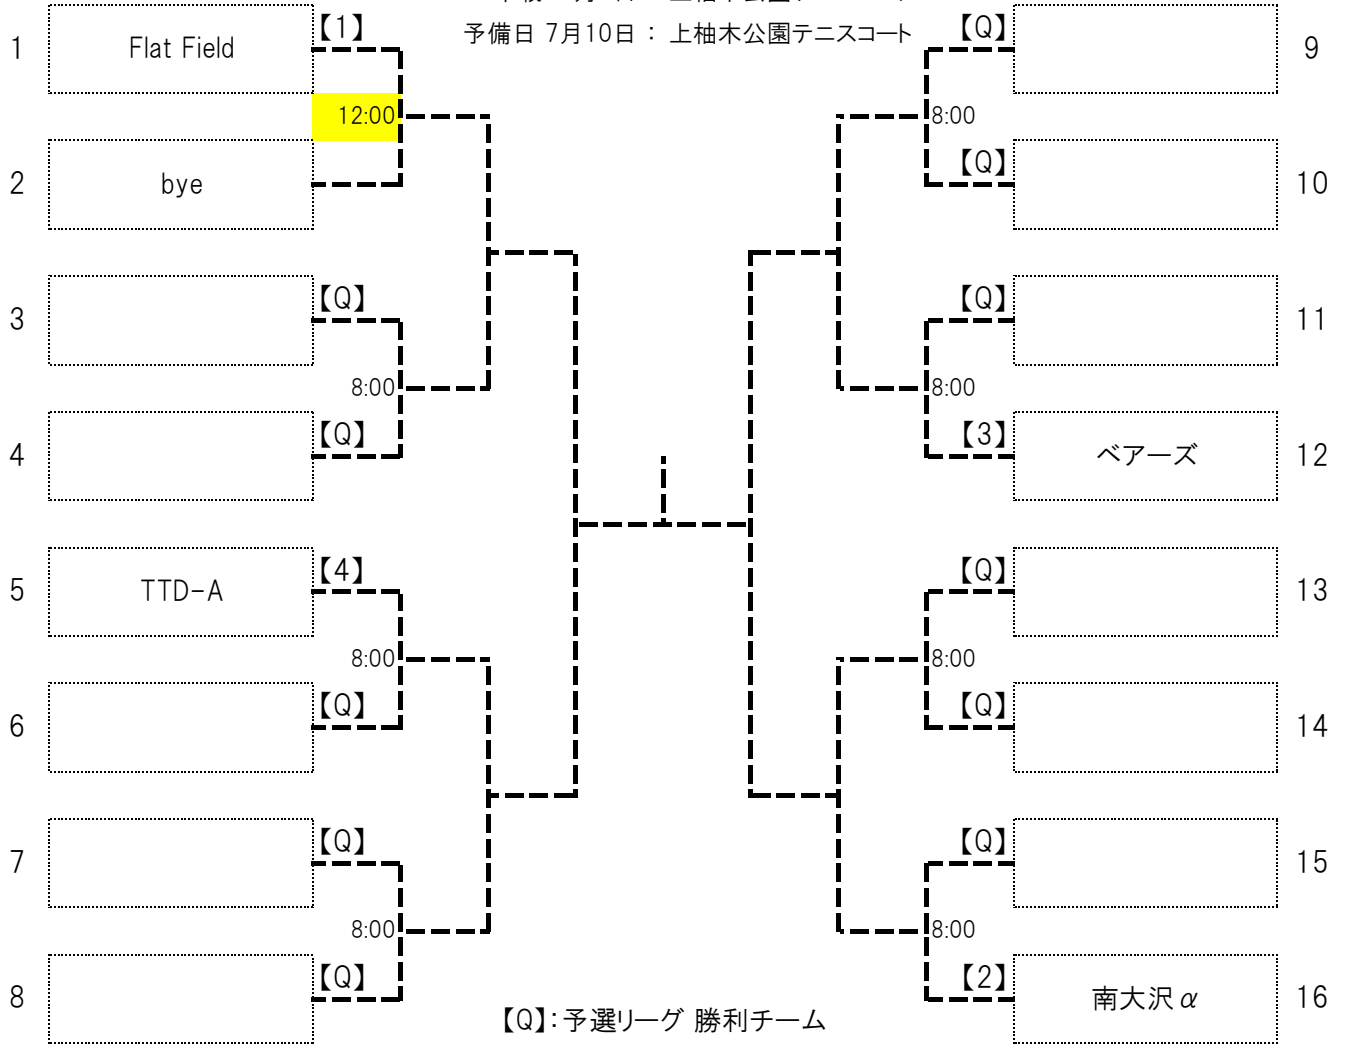 予備日 7月10日 : 上柚木公園テニスコート
1 Flat Field 【1】
12:00
2 bye
3 【Q】
8:00
4 【Q】
5 TTD-A 【4】
8:00
6 【Q】
7 【Q】
8:00
8 【Q】
【Q】 9
8:00
【Q】 10
【Q】 11
8:00
【3】 ベアーズ 12
【Q】 13
8:00
【Q】 14
【Q】 15
8:00
【2】 南大沢α 16
【Q】:予選リーグ 勝利チーム